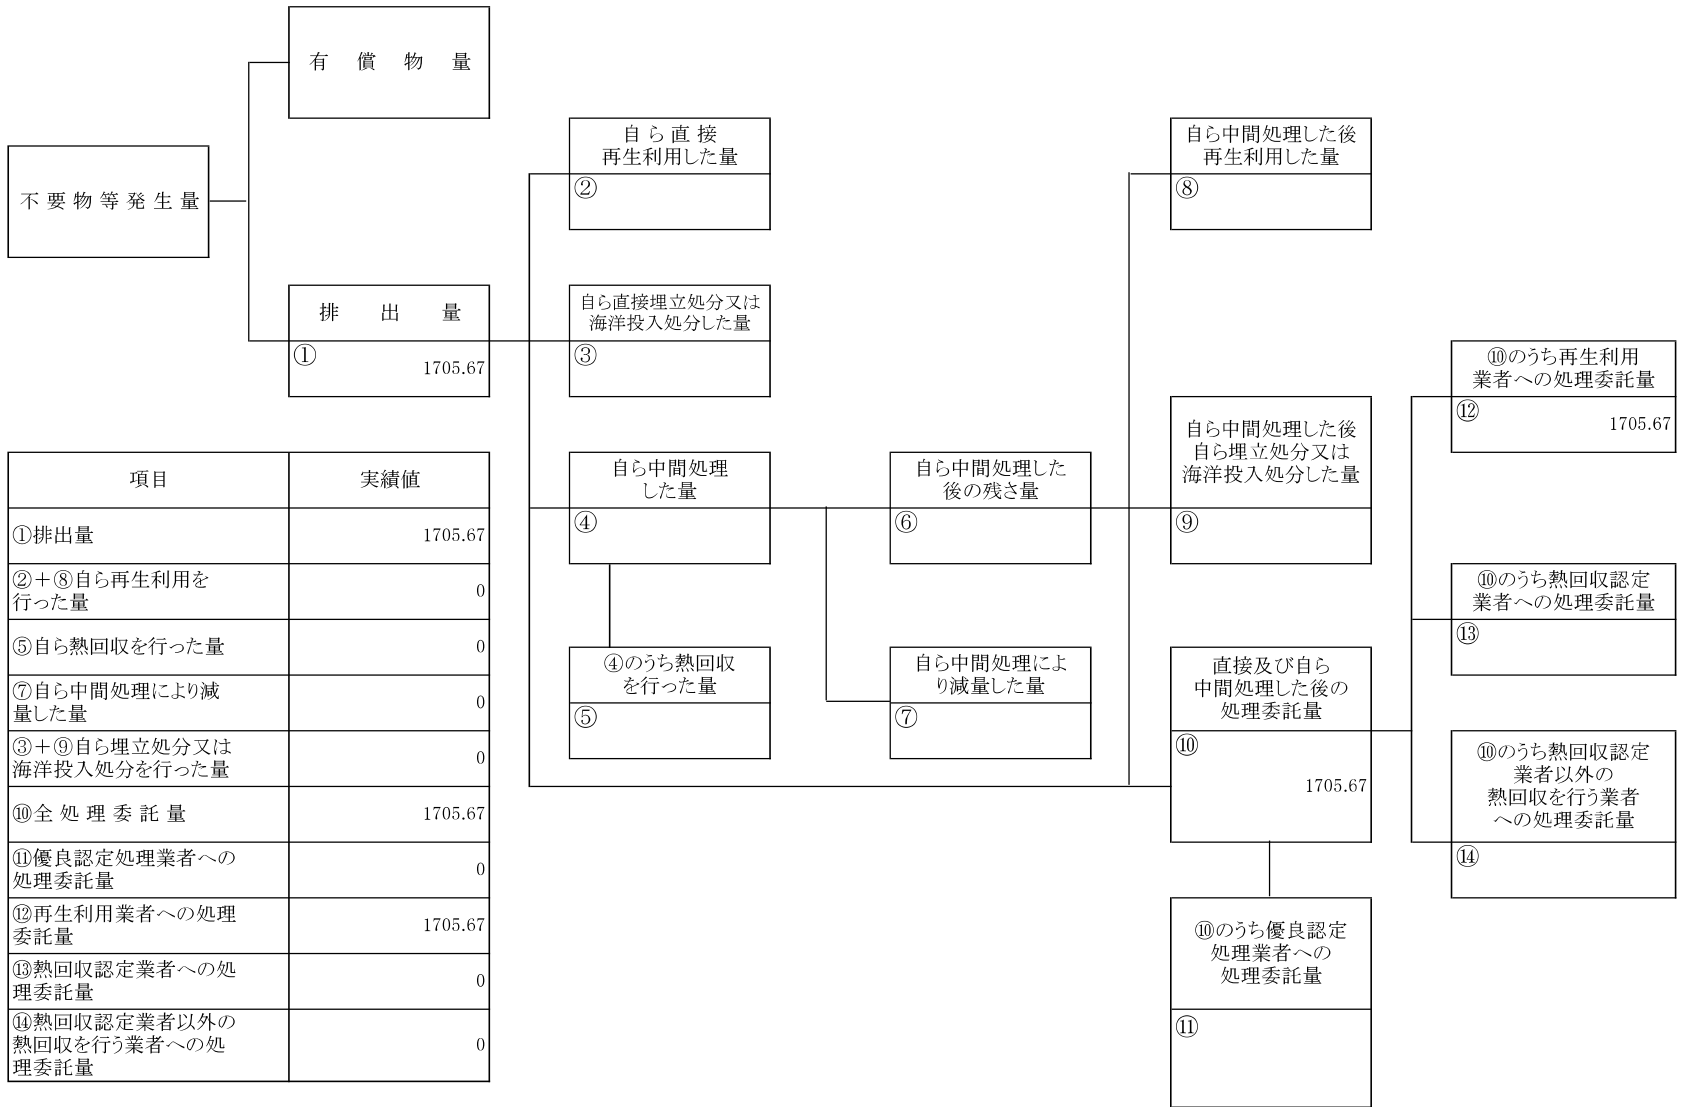 有 償 物 量
不 要 物 等 発 生 量
自 ら 直 接
再生利用した量
②
自ら中間処理した後
再生利用した量
⑧
排 出 量
①
1705.67
自ら直接埋立処分又は
海洋投入処分した量
③
⑩のうち再生利用
業者への処理委託量
⑫
1705.67
自ら中間処理
した量
④
自ら中間処理した
後の残さ量
⑥
自ら中間処理した後
自ら埋立処分又は
海洋投入処分した量
⑨
⑩のうち熱回収認定
業者への処理委託量
⑬
④のうち熱回収
を行った量
⑤
自ら中間処理によ
り減量した量
⑦
直接及び自ら
中間処理した後の
処理委託量
⑩
1705.67
⑩のうち熱回収認定
業者以外の
熱回収を行う業者
への処理委託量
⑭
⑩のうち優良認定
処理業者への
処理委託量
⑪
項目 実績値
①排出量 1705.67
②＋⑧自ら再生利用を
行った量 0
⑤自ら熱回収を行った量 0
⑦自ら中間処理により減
量した量 0
③＋⑨自ら埋立処分又は
海洋投入処分を行った量 0
⑩全 処 理 委 託 量 1705.67
⑪優良認定処理業者への
処理委託量 0
⑫再生利用業者への処理
委託量 1705.67
⑬熱回収認定業者への処
理委託量 0
⑭熱回収認定業者以外の
熱回収を行う業者への処
理委託量 0